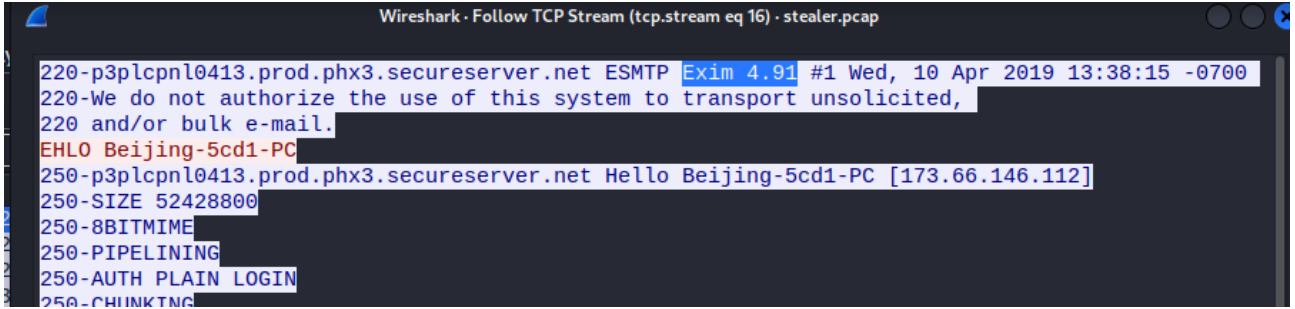 Wireshark · Follow TCP Stream (tcp.stream eq 16) · stealer.pcap
220-p3plcpnl0413.prod.phx3.secureserver.net ESMTP Exim 4.91 #1 Wed, 10 Apr 2019 13:38:15 -0700
220-We do not authorize the use of this system to transport unsolicited,
220 and/or bulk e-mail.
EHLO Beijing-5cd1-PC
250-p3plcpnl0413.prod.phx3.secureserver.net Hello Beijing-5cd1-PC [173.66.146.112]
250-SIZE 52428800
250-8BITMIME
250-PIPELINING
250-AUTH PLAIN LOGIN
250-CHUNKING